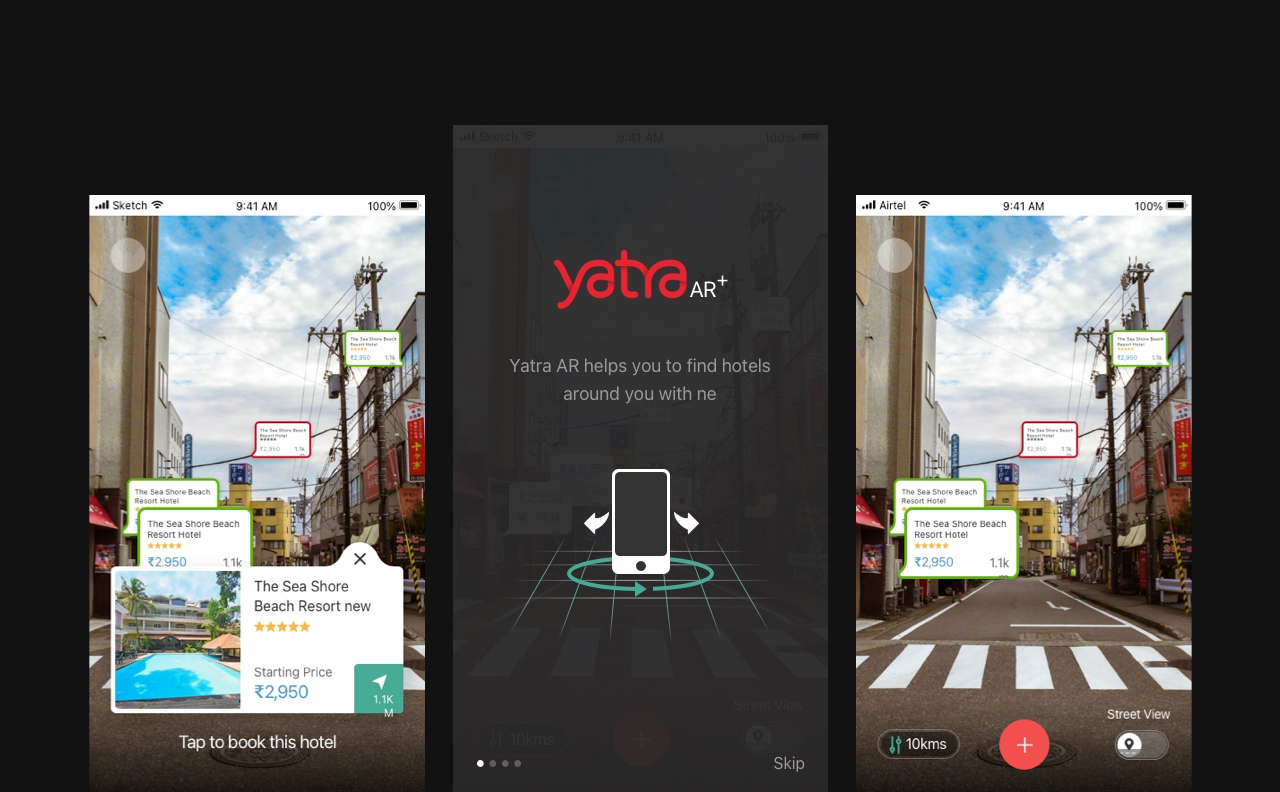 Sketch
9:41 AM
100%
The Sea Shore Beach
Resort Hotel
₹2,950
1.1k
The Sea Shore Beach
Resort Hotel
₹2,950
1.1k
The Sea Shore Beach
Resort Hotel
The Sea Shore Beach
Resort Hotel
₹2,950
1.1k
The Sea Shore
Beach Resort new
Starting Price
₹2,950
1.1K
M
Tap to book this hotel
Sketch
9:41 AM
100%
yatra AR+
Yatra AR helps you to find hotels
around you with ne
Street View
10kms
Skip
Airtel
9:41 AM
100%
The Sea Shore Beach
Resort Hotel
₹2,950
1.1k
The Sea Shore Beach
Resort Hotel
₹2,950
1.1k
The Sea Shore Beach
Resort Hotel
The Sea Shore Beach
Resort Hotel
₹2,950
1.1k
Street View
10kms